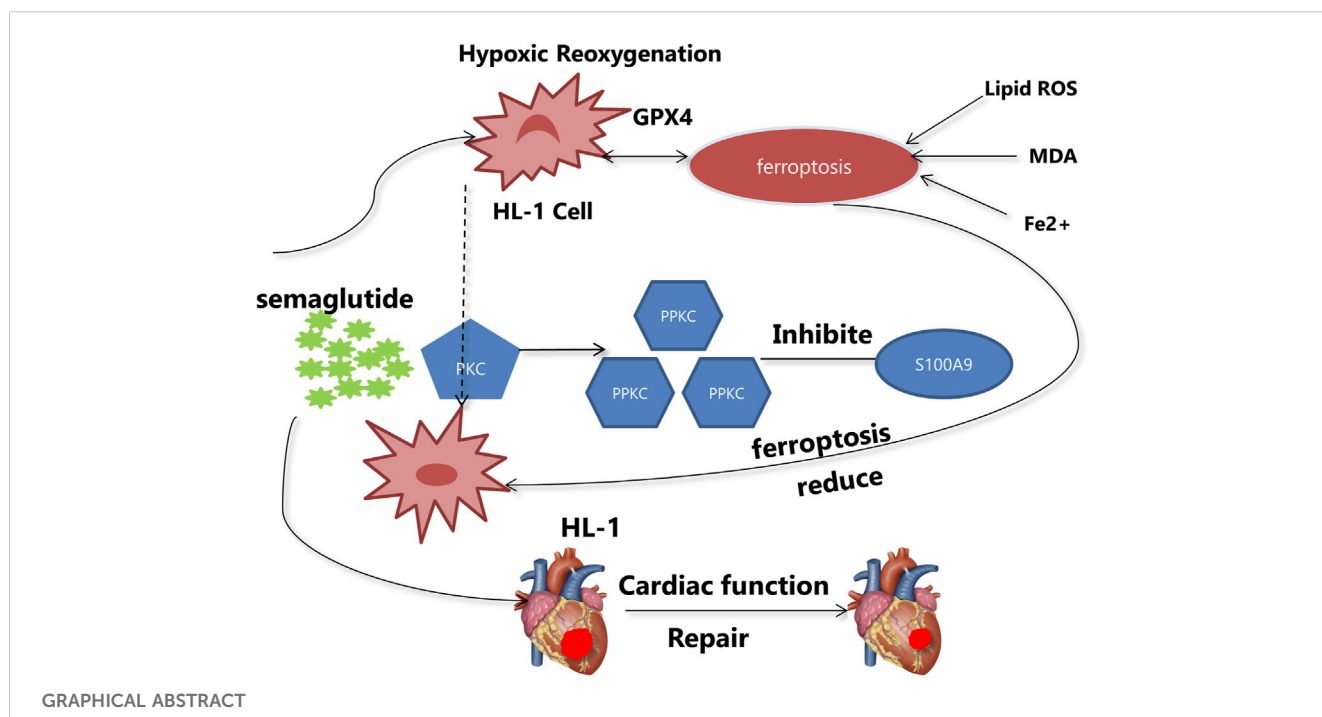 Hypoxic Reoxygenation
GPX4
HL-1 Cell
ferroptosis
Lipid ROS
MDA
Fe2+
semaglutide
PKC
PPKC
PPKC
PPKC
Inhibite
S100A9
ferroptosis
reduce
HL-1
Cardiac function
Repair
GRAPHICAL ABSTRACT